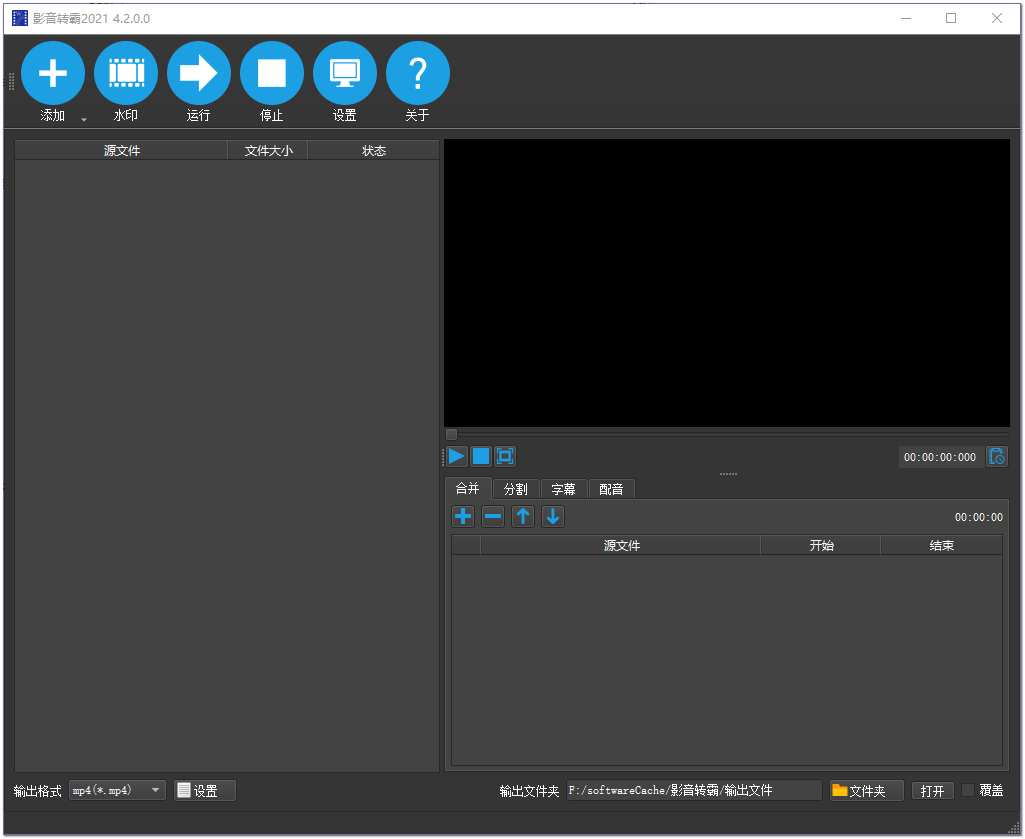 影音转霸2021 4.2.0.0
添加 水印 运行 停止 设置 关于
源文件 文件大小 状态
00:00:00:000
合并 分割 字幕 配音
00:00:00
源文件 开始 结束
输出格式 mp4(*.mp4) 设置 输出文件夹 F:/softwareCache/影音转霸/输出文件 文件夹 打开 覆盖